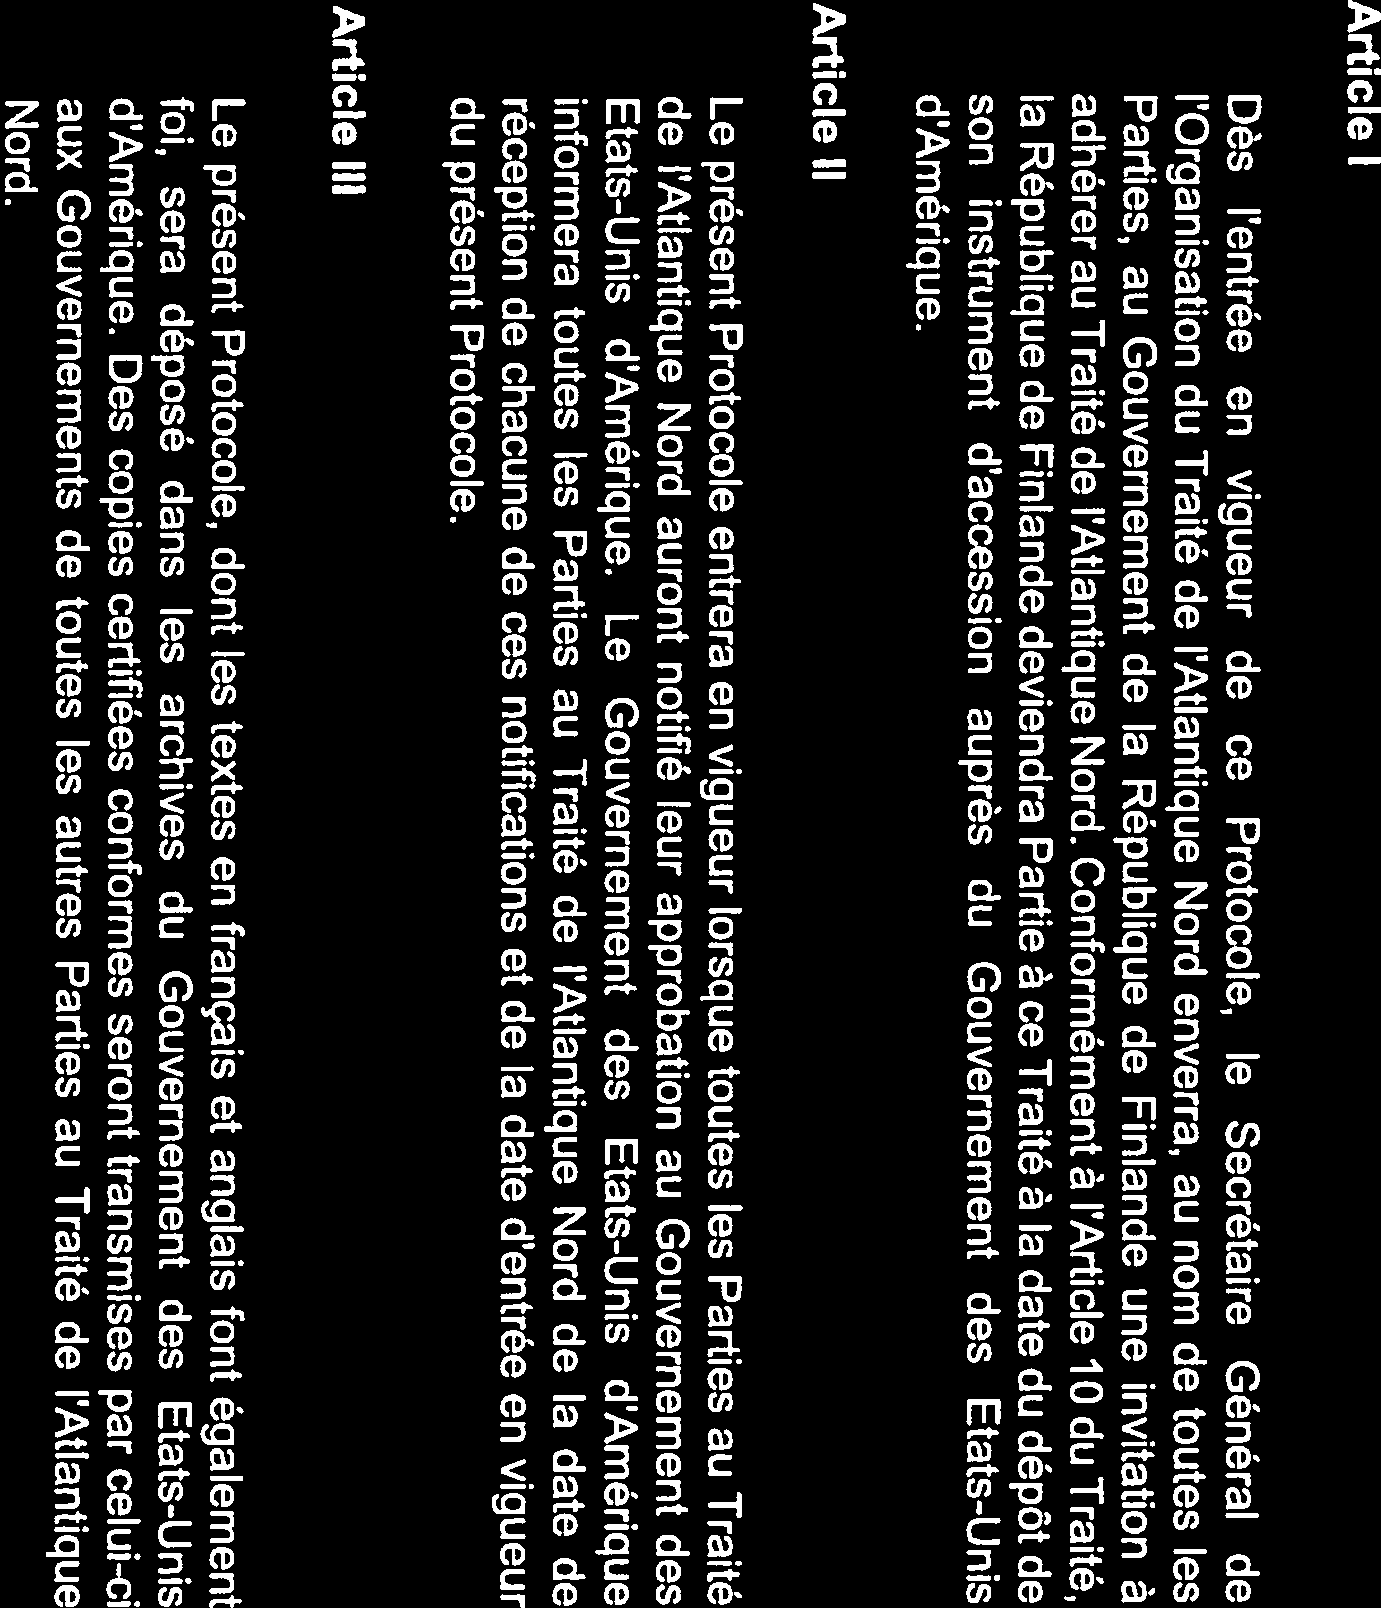 Article I
Dès l'entrée en vigueur de ce Protocole, le Secrétaire Général de
l'Organisation du Traité de l'Atlantique Nord enverra, au nom de toutes les
Parties, au Gouvernement de la République de Finlande une invitation à
adhérer au Traité de l'Atlantique Nord. Conformément à l'Article 10 du Traité,
la République de Finlande deviendra Partie à ce Traité à la date du dépôt de
son instrument d'accession auprès du Gouvernement des Etats-Unis
d'Amérique.
Article II
Le présent Protocole entrera en vigueur lorsque toutes les Parties au Traité
de l'Atlantique Nord auront notifié leur approbation au Gouvernement des
Etats-Unis d'Amérique. Le Gouvernement des Etats-Unis d'Amérique
informera toutes les Parties au Traité de l'Atlantique Nord de la date de
réception de chacune de ces notifications et de la date d'entrée en vigueur
du présent Protocole.
Article III
Le présent Protocole, dont les textes en français et anglais font également
foi, sera déposé dans les archives du Gouvernement des Etats-Unis
d'Amérique. Des copies certifiées conformes seront transmises par celui-ci
aux Gouvernements de toutes les autres Parties au Traité de l'Atlantique
Nord.